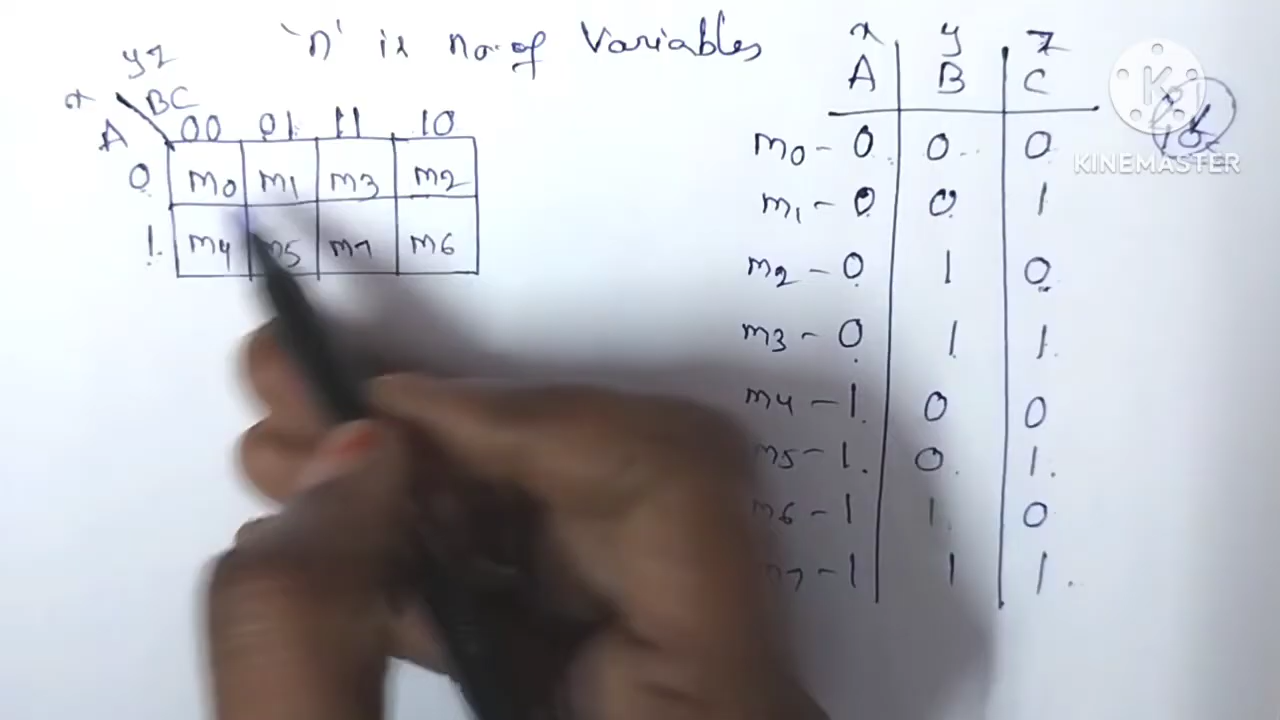 'n' is no. of Variables
yz
x
BC
A
00 01 11 10
0 m0 m1 m3 m2
1 m4 m5 m7 m6
x y z
A B C
m0 - 0 0 0
m1 - 0 0 1
m2 - 0 1 0
m3 - 0 1 1
m4 - 1 0 0
m5 - 1 0 1
m6 - 1 1 0
m7 - 1 1 1
K
KINEMASTER